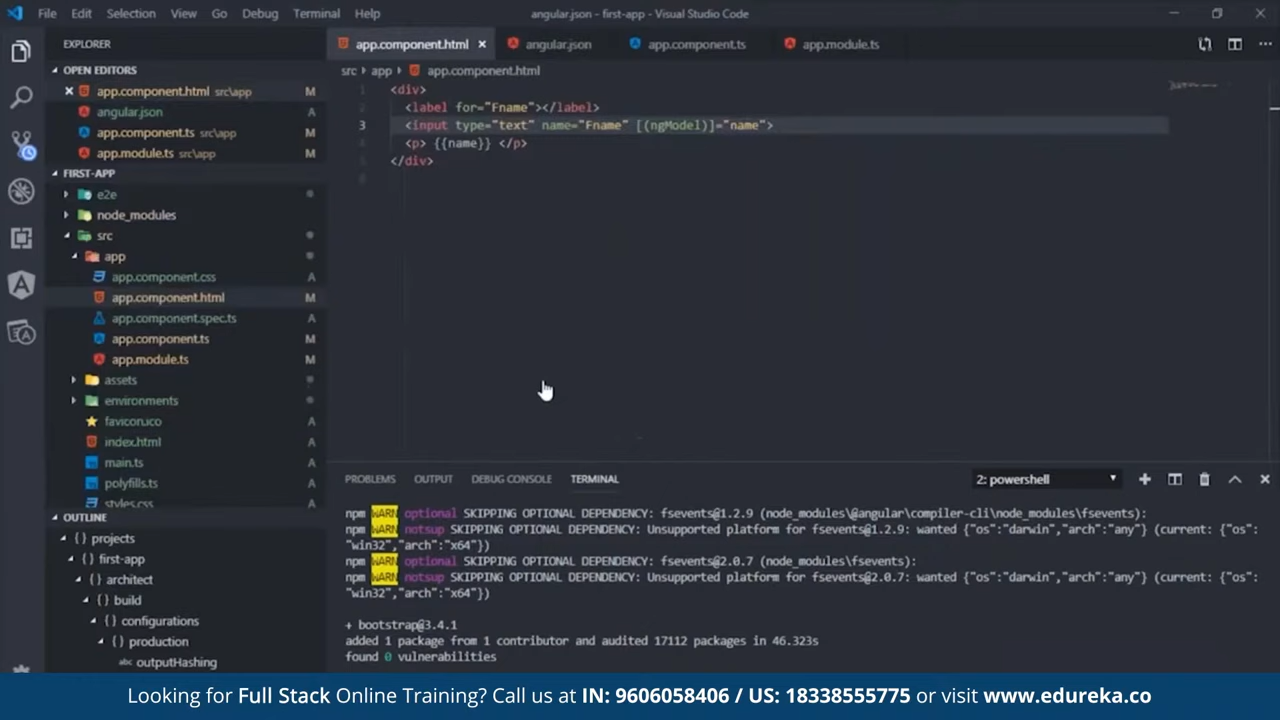 File Edit Selection View Go Debug Terminal Help
angular.json - first-app - Visual Studio Code
EXPLORER
OPEN EDITORS
app.component.html src\app M
angular.json A
app.component.ts src\app M
app.module.ts src\app M
FIRST-APP
e2e
node_modules
src
app
app.component.css A
app.component.html M
app.component.spec.ts A
app.component.ts M
app.module.ts M
assets
environments
favicon.ico A
index.html A
main.ts A
polyfills.ts A
styles.css A
OUTLINE
{} projects
{} first-app
{} architect
{} build
{} configurations
{} production
abc outputHashing
app.component.html angular.json app.component.ts app.module.ts
src app app.component.html
1 <div>
2 <label for="Fname"></label>
3 <input type="text" name="Fname" [(ngModel)]="name">
4 <p> {{name}} </p>
5 </div>
6
PROBLEMS OUTPUT DEBUG CONSOLE TERMINAL 2: powershell
npm WARN optional SKIPPING OPTIONAL DEPENDENCY: fsevents@1.2.9 (node_modules\@angular\compiler-cli\node_modules\fsevents):
npm WARN notsup SKIPPING OPTIONAL DEPENDENCY: Unsupported platform for fsevents@1.2.9: wanted {"os":"darwin","arch":"any"} (current: {"os":
"win32","arch":"x64"})
npm WARN optional SKIPPING OPTIONAL DEPENDENCY: fsevents@2.0.7 (node_modules\fsevents):
npm WARN notsup SKIPPING OPTIONAL DEPENDENCY: Unsupported platform for fsevents@2.0.7: wanted {"os":"darwin","arch":"any"} (current: {"os":
"win32","arch":"x64"})
+ bootstrap@3.4.1
added 1 package from 1 contributor and audited 17112 packages in 46.323s
found 0 vulnerabilities
Looking for Full Stack Online Training? Call us at IN: 9606058406 / US: 18338555775 or visit www.edureka.co